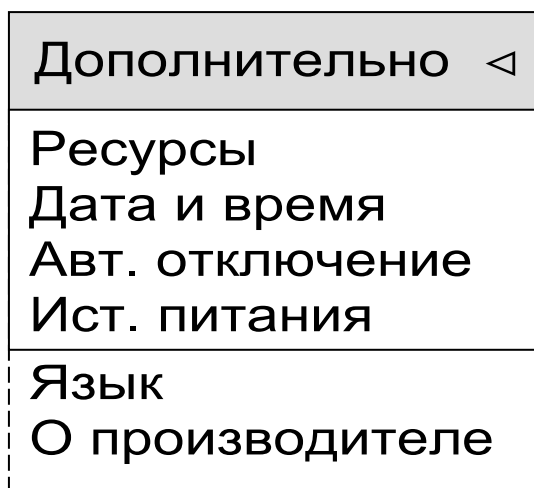 Дополнительно
Ресурсы
Дата и время
Авт. отключение
Ист. питания
Язык
О производителе